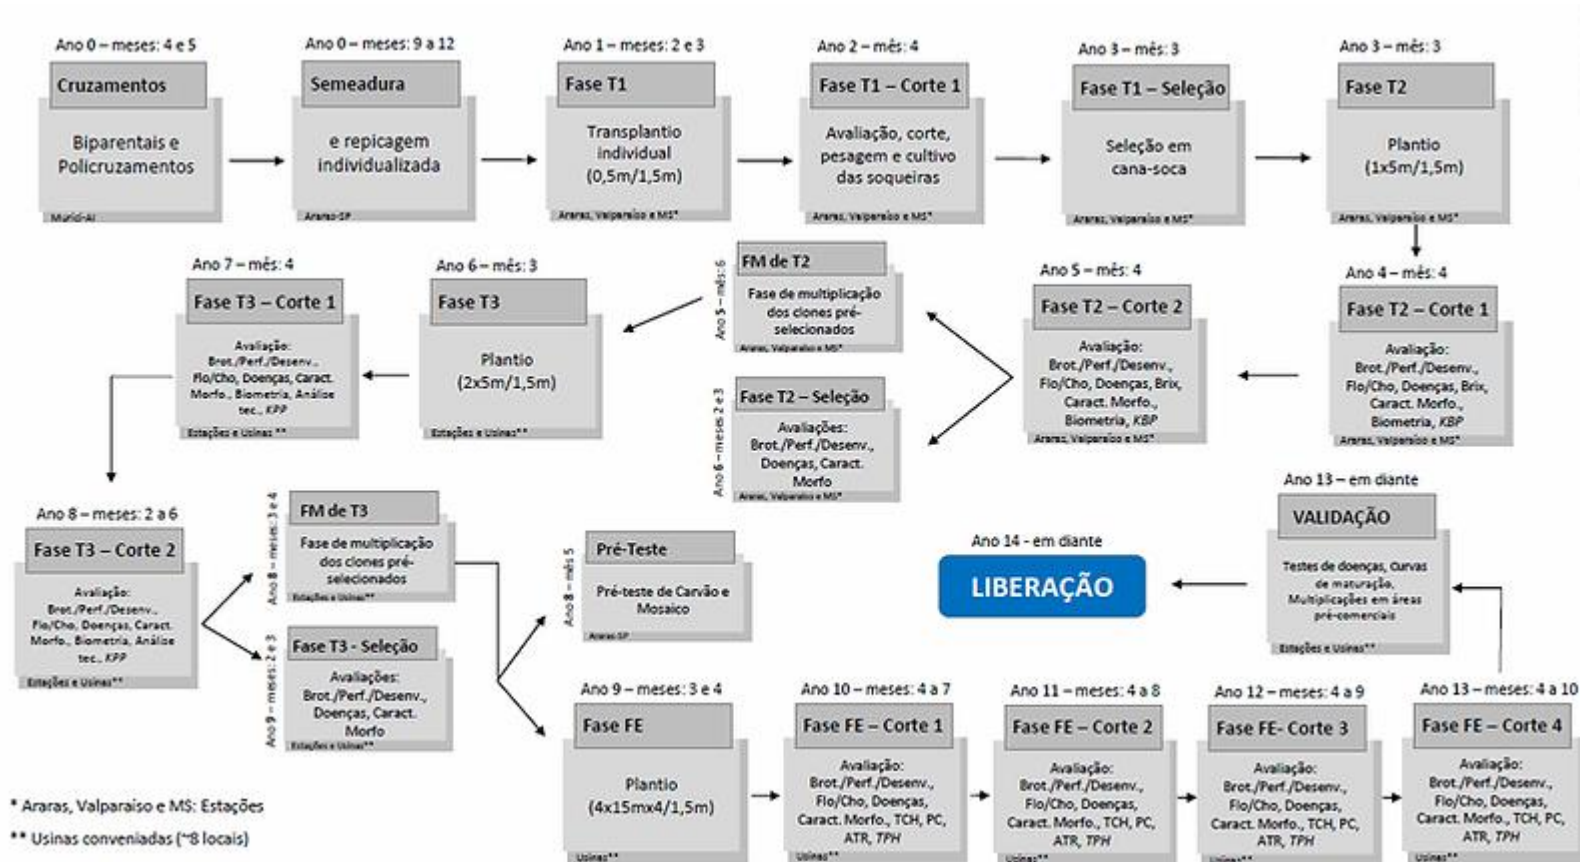 Ano 0 – meses: 4 e 5
Cruzamentos
Biparentais e
Policruzamentos
Murici-Al
Ano 0 – meses: 9 a 12
Semeadura
e repicagem
individualizada
Araras-SP
Ano 1 – meses: 2 e 3
Fase T1
Transplantio
individual
(0,5m/1,5m)
Araras, Valparaíso e MS*
Ano 2 – mês: 4
Fase T1 – Corte 1
Avaliação, corte,
pesagem e cultivo
das soqueiras
Araras, Valparaíso e MS*
Ano 3 – mês: 3
Fase T1 – Seleção
Seleção em
cana-soca
Araras, Valparaíso e MS*
Ano 3 – mês: 3
Fase T2
Plantio
(1x5m/1,5m)
Araras, Valparaíso e MS*
Ano 4 – mês: 4
Fase T2 – Corte 1
Avaliação:
Brot./Perf./Desenv.,
Flo/Cho, Doenças, Brix,
Caract. Morfo.,
Biometria, KBP
Araras, Valparaíso e MS*
Ano 5 – mês: 4
Fase T2 – Corte 2
Avaliação:
Brot./Perf./Desenv.,
Flo/Cho, Doenças, Brix,
Caract. Morfo.,
Biometria, KBP
Araras, Valparaíso e MS*
Ano 5 – mês: 6
FM de T2
Fase de multiplicação
dos clones pré-
selecionados
Araras, Valparaíso e MS*
Ano 6 – meses 2 e 3
Fase T2 – Seleção
Avaliações:
Brot./Perf./Desenv.,
Doenças, Caract.
Morfo
Araras, Valparaíso e MS*
Ano 6 – mês: 3
Fase T3
Plantio
(2x5m/1,5m)
Estações e Usinas**
Ano 7 – mês: 4
Fase T3 – Corte 1
Avaliação:
Brot./Perf./Desenv.,
Flo/Cho, Doenças, Caract.
Morfo., Biometria, Análise
tec., KPP
Estações e Usinas **
Ano 8 – meses: 2 a 6
Fase T3 – Corte 2
Avaliação:
Brot./Perf./Desenv.,
Flo/Cho, Doenças, Caract.
Morfo., Biometria, Análise
tec., KPP
Estações e Usinas**
Ano 8 – meses: 3 e 4
FM de T3
Fase de multiplicação
dos clones pré-
selecionados
Estações e Usinas**
Ano 9 – meses: 2 e 3
Fase T3 - Seleção
Avaliações:
Brot./Perf./Desenv.,
Doenças, Caract.
Morfo
Estações e Usinas**
Ano 8 – mês 5
Pré-Teste
Pré-teste de Carvão e
Mosaico
Araras-SP
Ano 9 – meses: 3 e 4
Fase FE
Plantio
(4x15mx4/1,5m)
Usinas**
Ano 10 – meses: 4 a 7
Fase FE – Corte 1
Avaliação:
Brot./Perf./Desenv.,
Flo/Cho, Doenças,
Caract. Morfo., TCH, PC,
ATR, TPH
Usinas**
Ano 11 – meses: 4 a 8
Fase FE – Corte 2
Avaliação:
Brot./Perf./Desenv.,
Flo/Cho, Doenças,
Caract. Morfo., TCH, PC,
ATR, TPH
Usinas**
Ano 12 – meses: 4 a 9
Fase FE- Corte 3
Avaliação:
Brot./Perf./Desenv.,
Flo/Cho, Doenças,
Caract. Morfo., TCH, PC,
ATR, TPH
Usinas**
Ano 13 – meses: 4 a 10
Fase FE – Corte 4
Avaliação:
Brot./Perf./Desenv.,
Flo/Cho, Doenças,
Caract. Morfo., TCH, PC,
ATR, TPH
Usinas**
Ano 13 – em diante
VALIDAÇÃO
Testes de doenças, Curvas
de maturação,
Multiplicações em áreas
pré-comerciais
Estações e Usinas**
Ano 14 - em diante
LIBERAÇÃO
* Araras, Valparaíso e MS: Estações
** Usinas conveniadas (~8 locais)